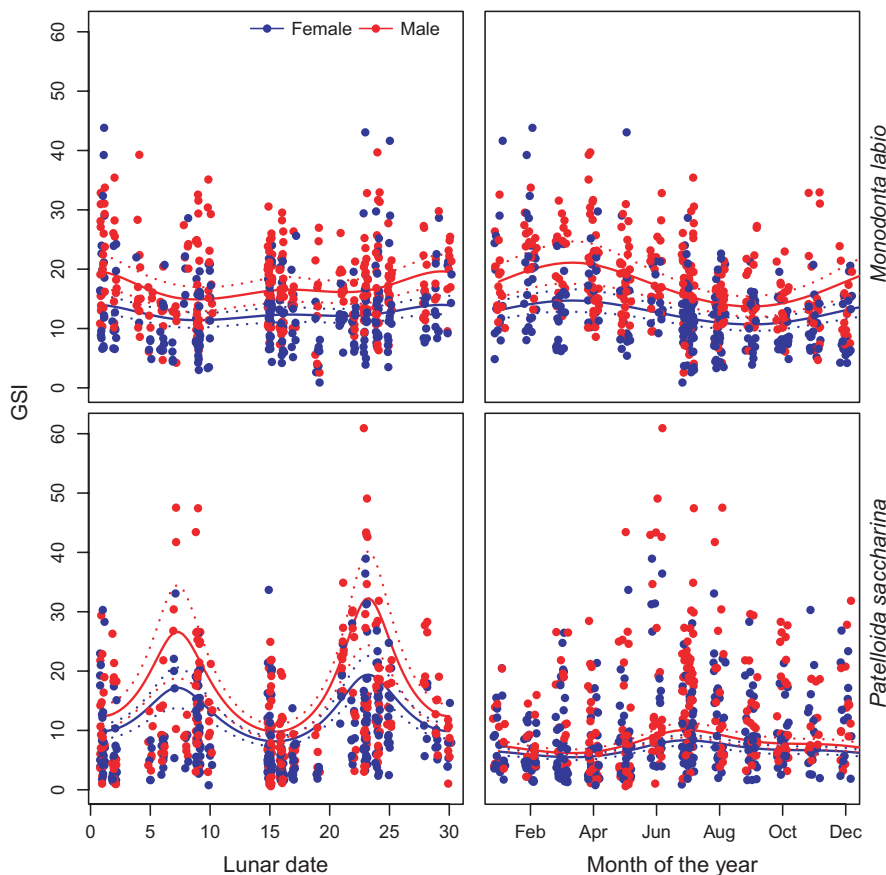 Female Male
60
50
40
30
20
10
0
Monodonta labio
GSI
60
50
40
30
20
10
0
Patelloida saccharina
0 5 10 15 20 25 30
Feb Apr Jun Aug Oct Dec
Lunar date
Month of the year